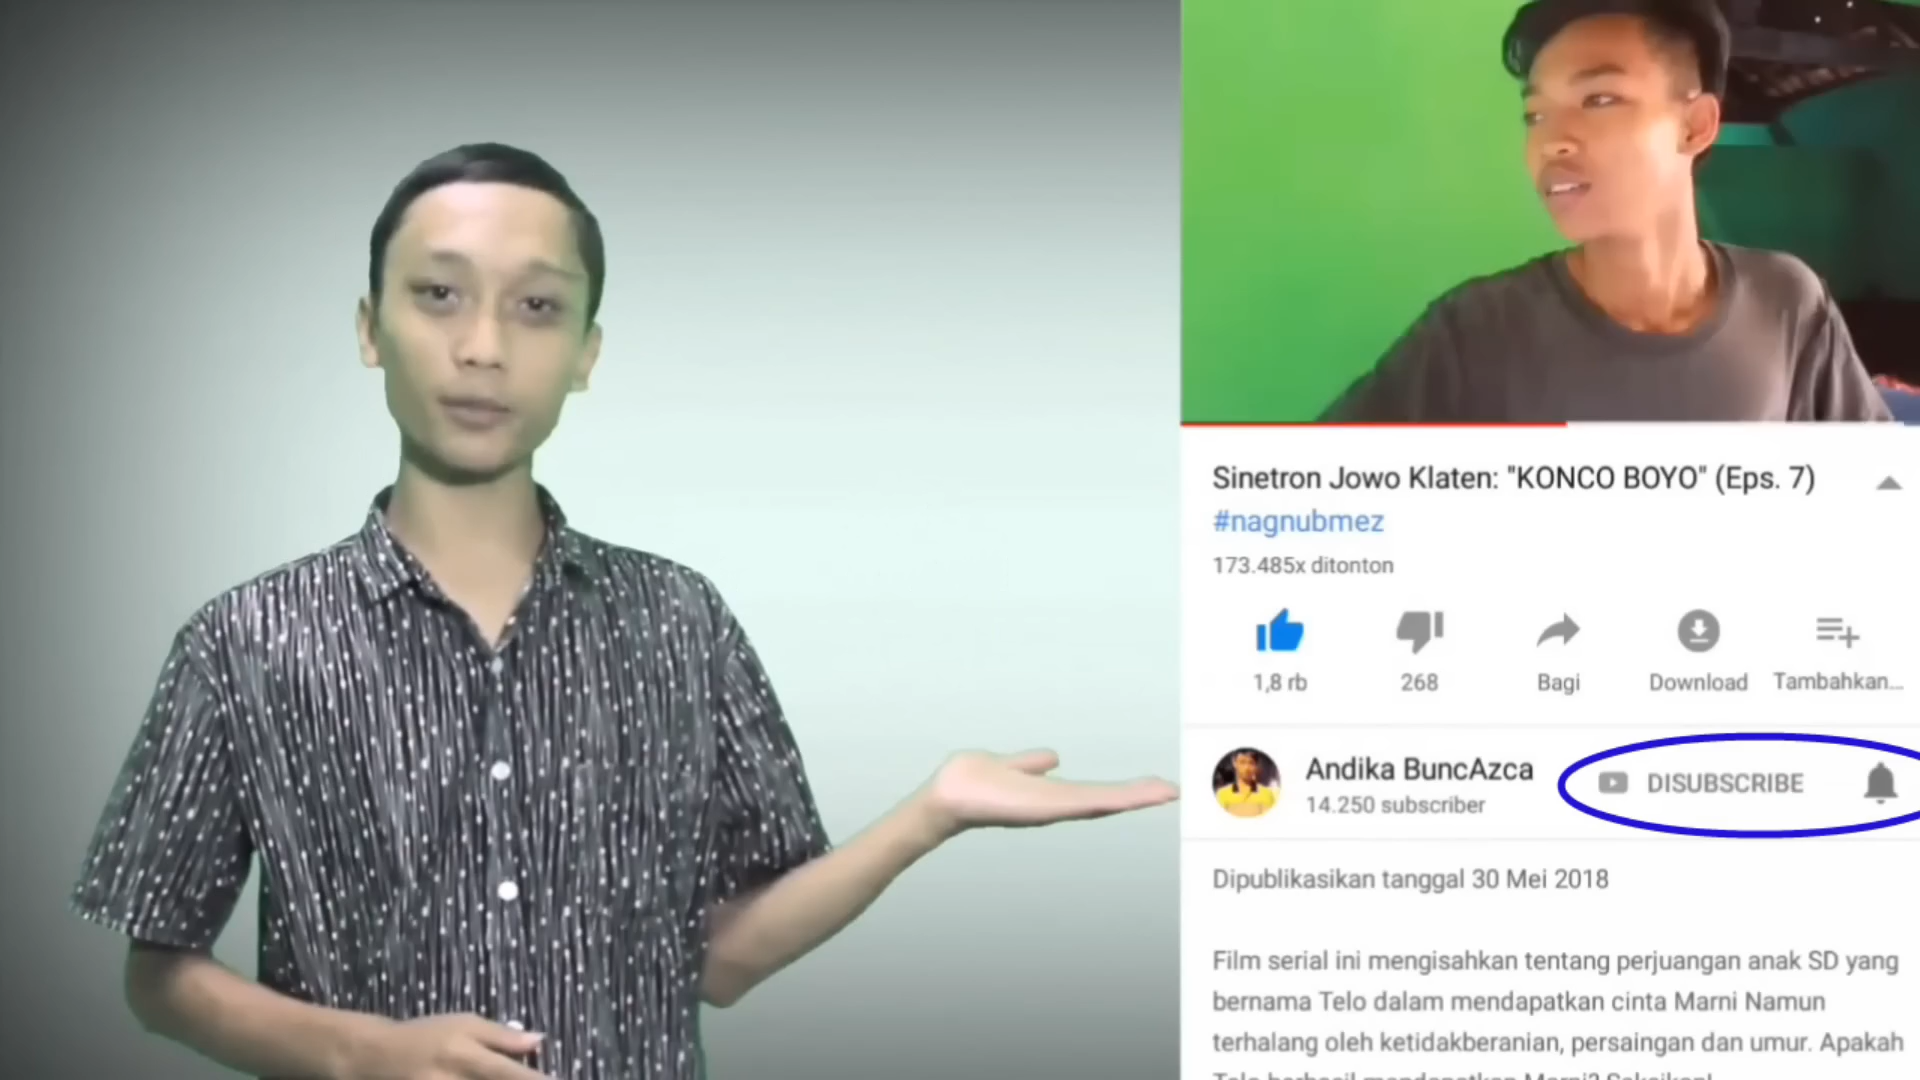 Sinetron Jowo Klaten: "KONCO BOYO" (Eps. 7)
#nagnubmez
173.485x ditonton
1,8 rb
268
Bagi
Download
Tambahkan...
Andika BuncAzca
14.250 subscriber
DISUBSCRIBE
Dipublikasikan tanggal 30 Mei 2018
Film serial ini mengisahkan tentang perjuangan anak SD yang
bernama Telo dalam mendapatkan cinta Marni Namun
terhalang oleh ketidakberanian, persaingan dan umur. Apakah